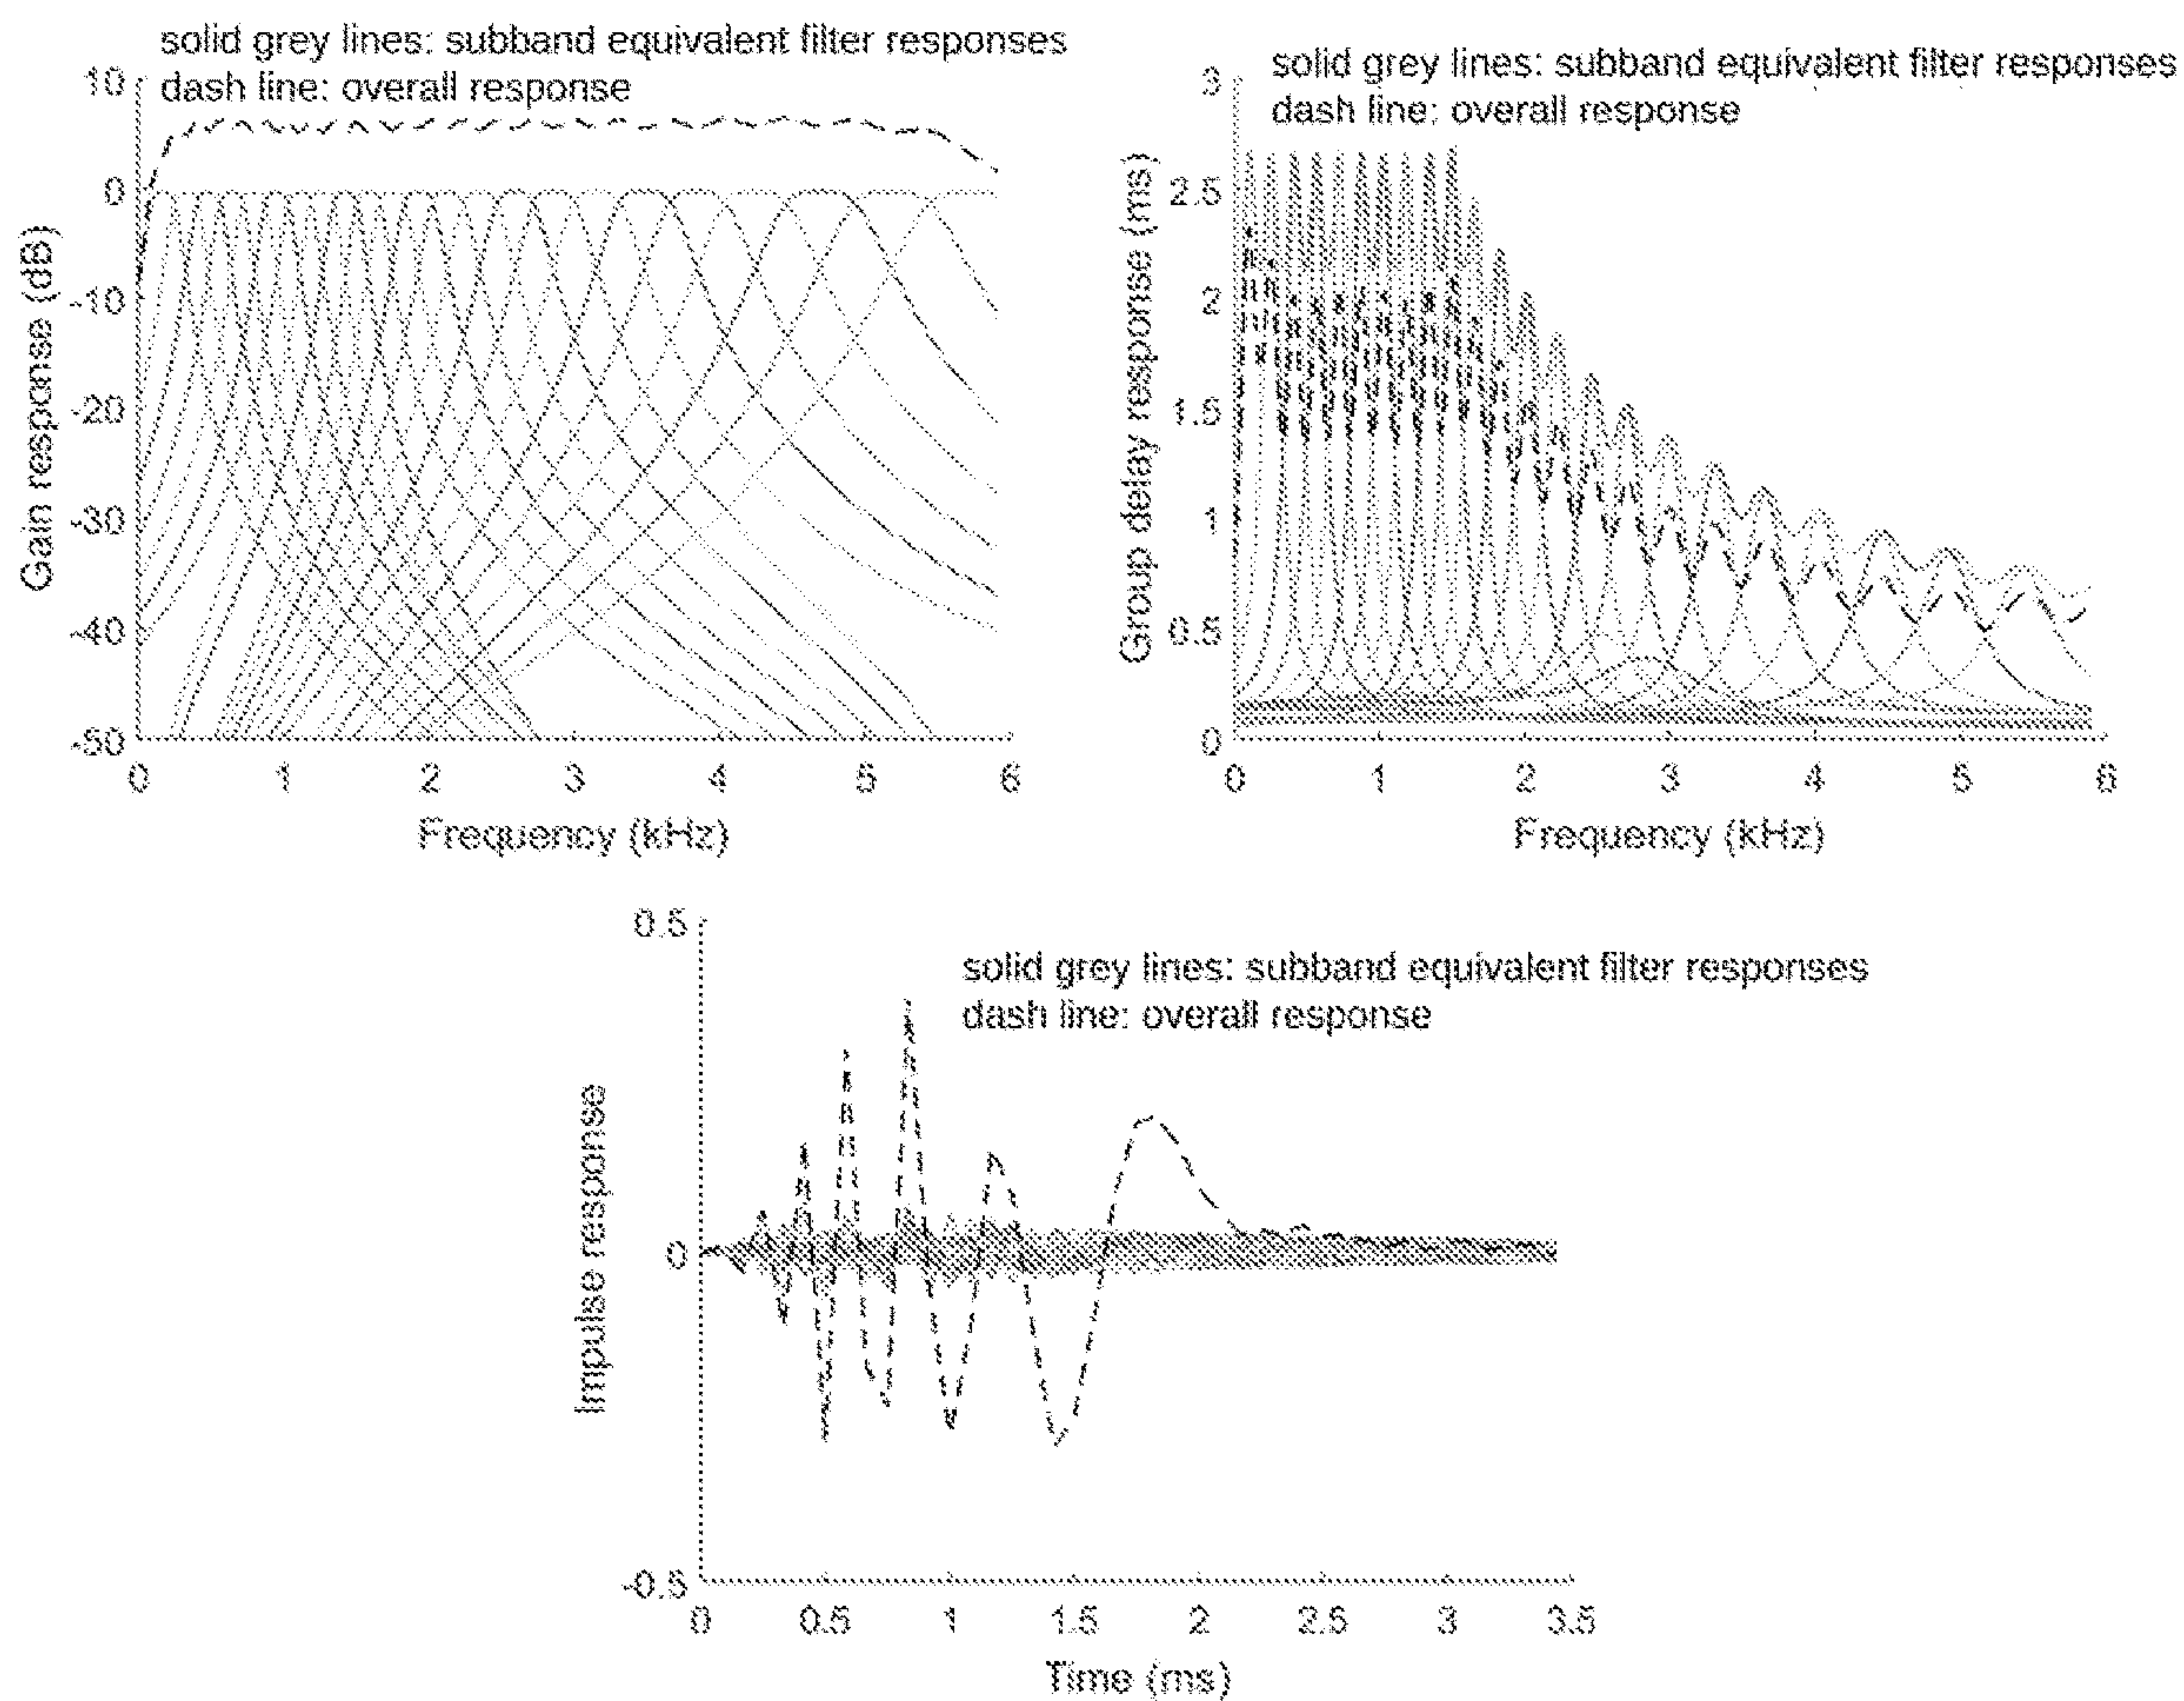 solid grey lines: subband equivalent filter responses
dash line: overall response
10
0
-10
-20
-30
-40
-50
Gain response (dB)
0 1 2 3 4 5 6
Frequency (kHz)
solid grey lines: subband equivalent filter responses
dash line: overall response
3
2.5
2
1.5
1
0.5
0
Group delay response (ms)
0 1 2 3 4 5 6
Frequency (kHz)
solid grey lines: subband equivalent filter responses
dash line: overall response
0.5
0
-0.5
Impulse response
0 0.5 1 1.5 2 2.5 3 3.5
Time (ms)